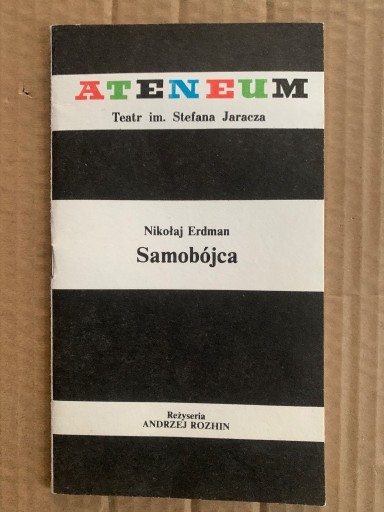 ATENEUM
Teatr im. Stefana Jaracza
Nikołaj Erdman
Samobójca
Reżyseria
ANDRZEJ ROZHIN